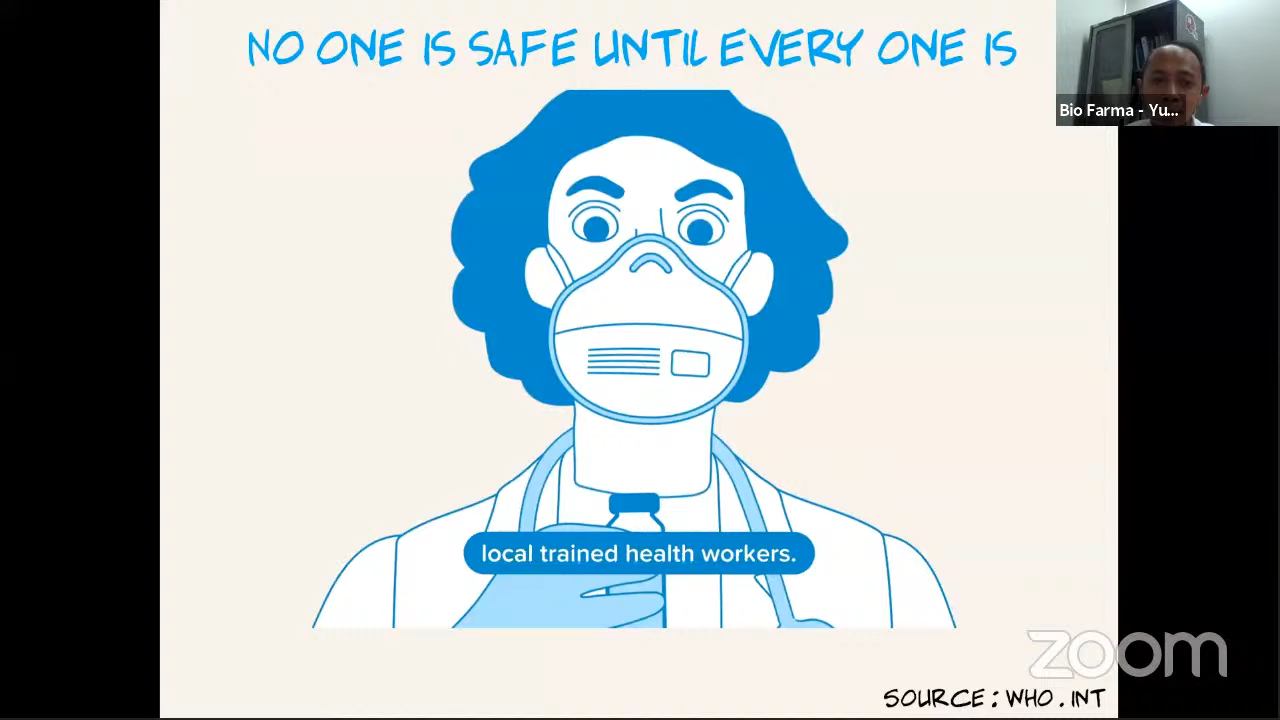 NO ONE IS SAFE UNTIL EVERY ONE IS
Bio Farma - Yu...
local trained health workers.
zoom
SOURCE: WHO.INT